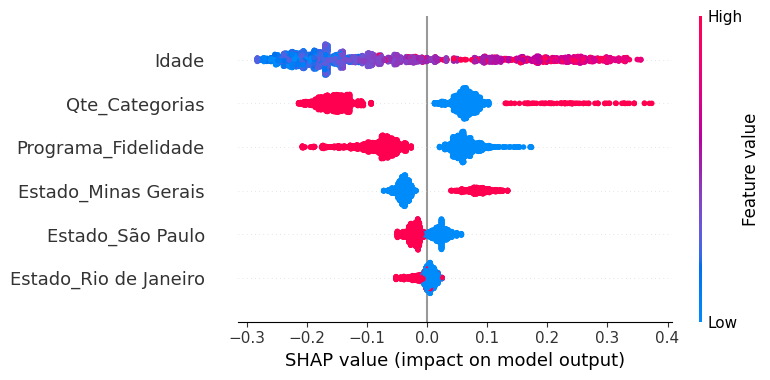 High
Idade
Qte_Categorias
Programa_Fidelidade
Estado_Minas Gerais
Estado_São Paulo
Estado_Rio de Janeiro
Feature value
Low
−0.3 −0.2 −0.1 0.0 0.1 0.2 0.3 0.4
SHAP value (impact on model output)